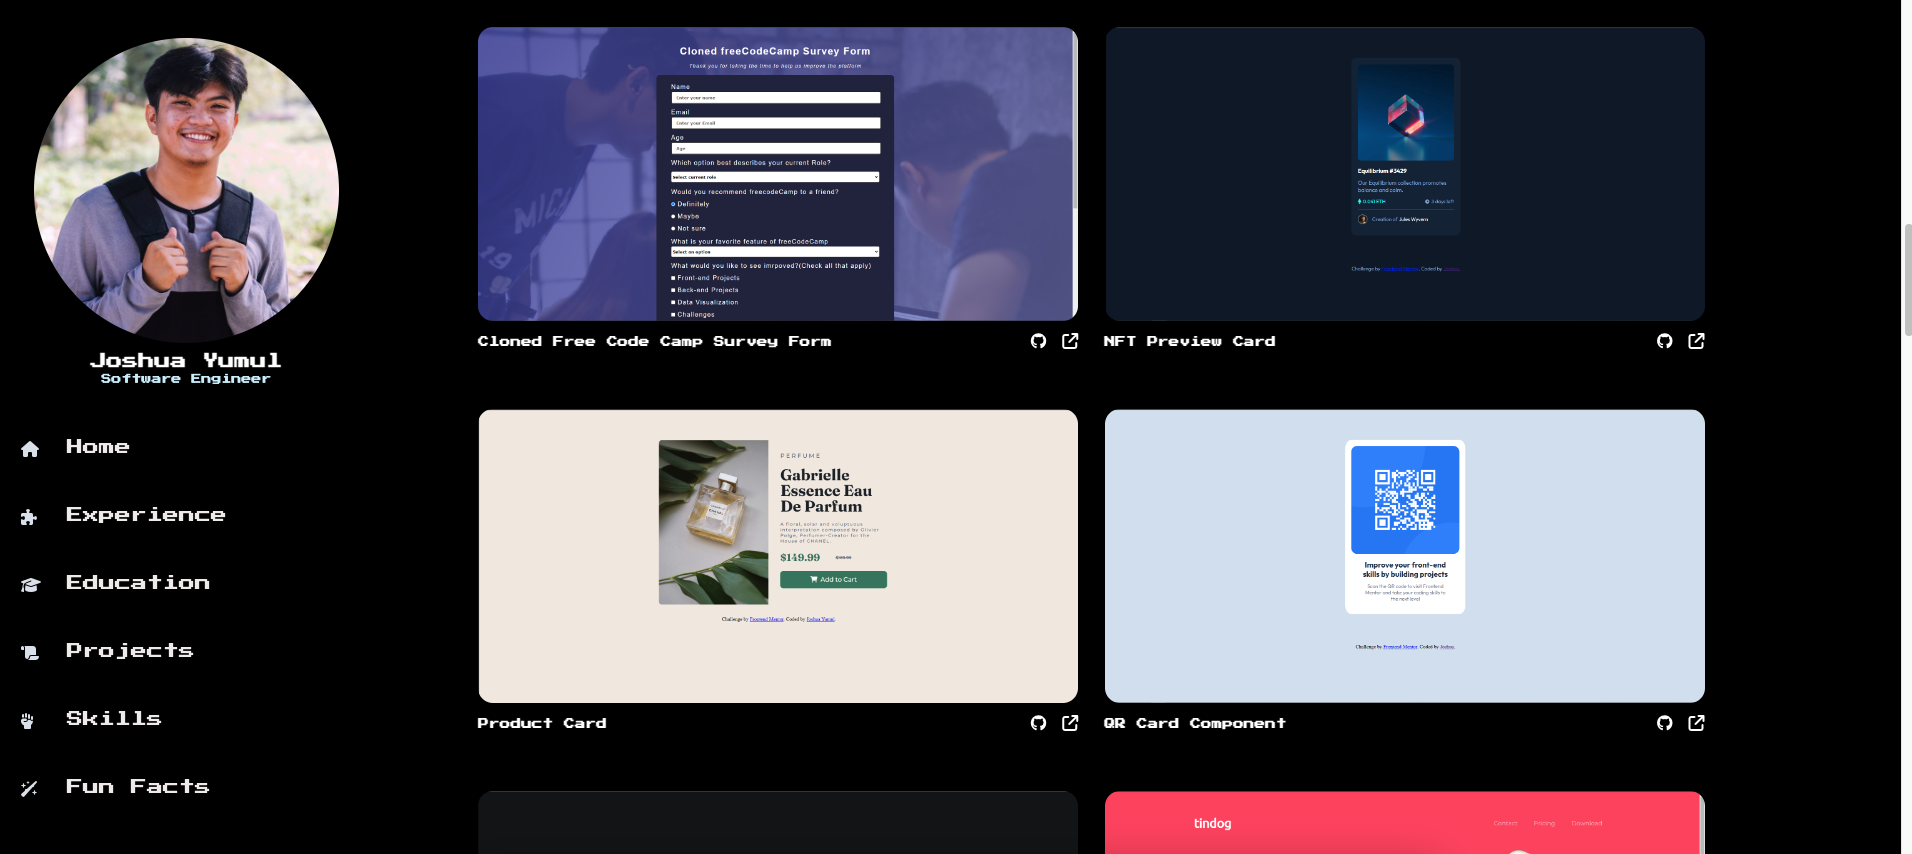 Joshua Yumul
Software Engineer
Home
Experience
Education
Projects
Skills
Fun Facts
Cloned freeCodeCamp Survey Form
Thank you for taking the time to help us improve the platform
Name
Enter your name
Email
Enter your Email
Age
Age
Which option best describes your current Role?
Select current role
Would you recommend freecodeCamp to a friend?
Definitely
Maybe
Not sure
What is your favorite feature of freeCodeCamp
Select an option
What would you like to see imrpoved?(Check all that apply)
Front-end Projects
Back-end Projects
Data Visualization
Challenges
Cloned Free Code Camp Survey Form
Equilibrium #3429
Our Equilibrium collection promotes
balance and calm.
0.041 ETH 3 days left
Creation of Jules Wyvern
Challenge by Frontend Mentor. Coded by Joshua.
NFT Preview Card
PERFUME
Gabrielle
Essence Eau
De Parfum
A floral, solar and voluptuous
interpretation composed by Olivier
Polge, Perfumer-Creator for the
House of CHANEL.
$149.99
Add to Cart
Challenge by Frontend Mentor. Coded by Joshua Yumul.
Product Card
Improve your front-end
skills by building projects
Scan the QR code to visit Frontend
Mentor and take your coding skills to
the next level
Challenge by Frontend Mentor. Coded by Joshua.
QR Card Component
tindog
Contact Pricing Download